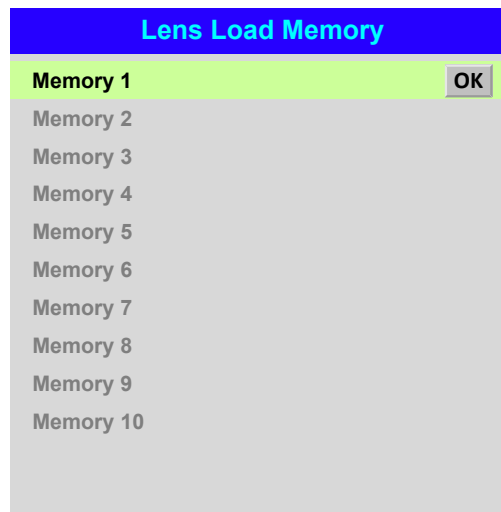 Lens Load Memory
Memory 1 OK
Memory 2
Memory 3
Memory 4
Memory 5
Memory 6
Memory 7
Memory 8
Memory 9
Memory 10